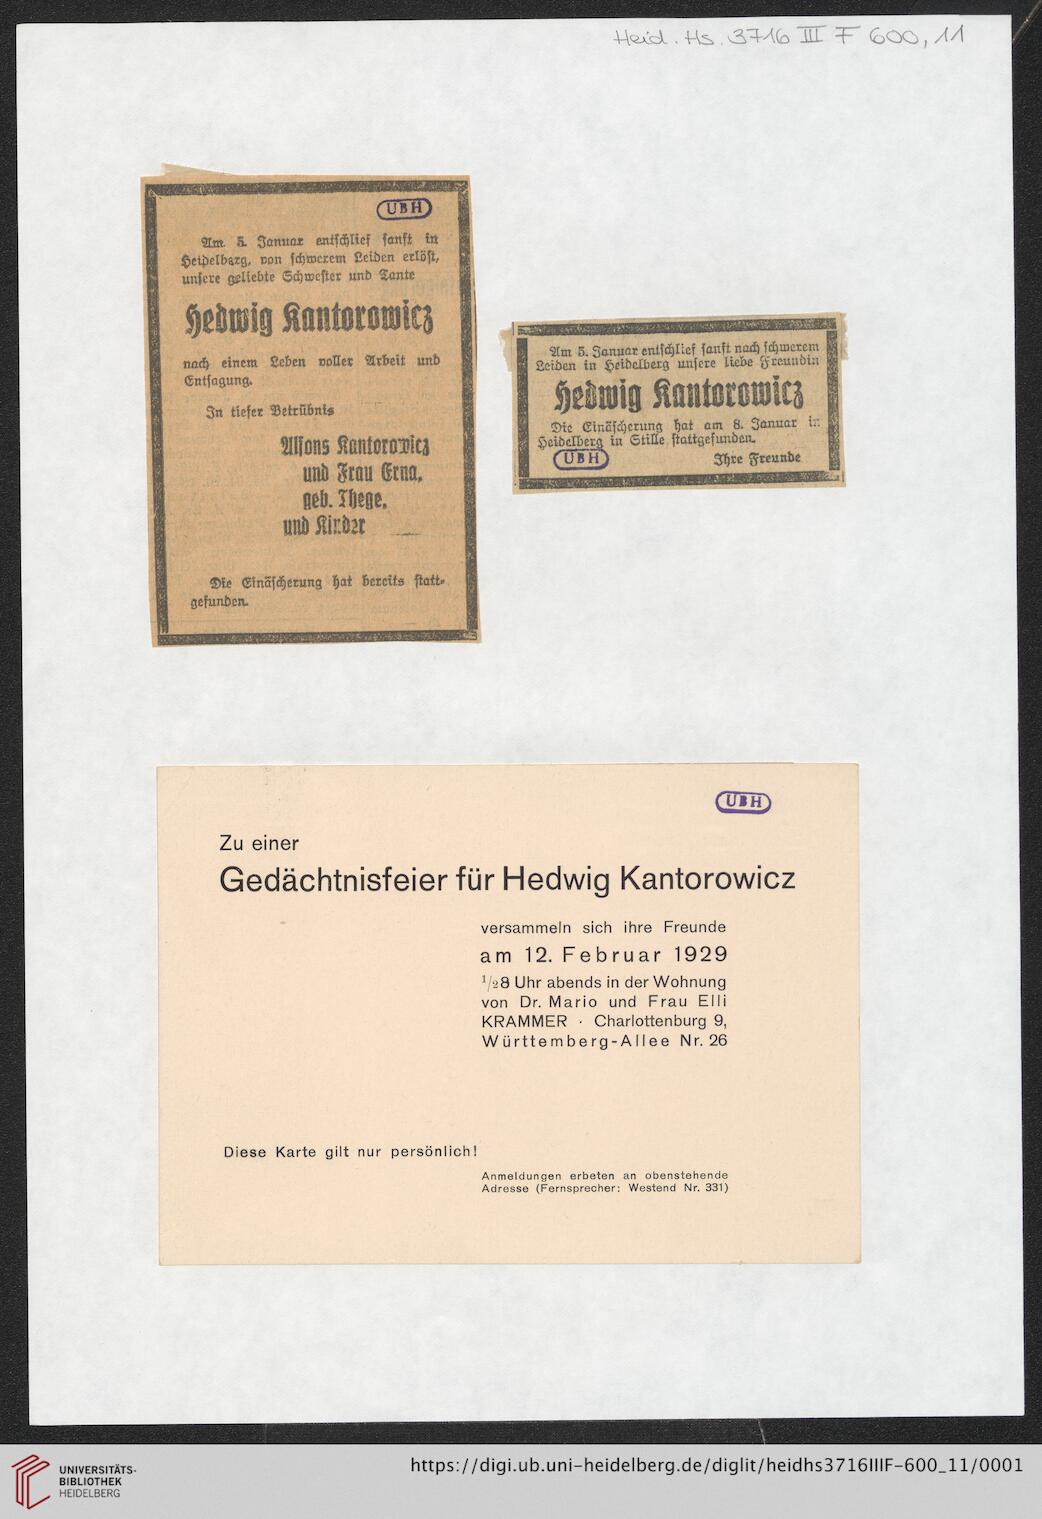 Heid. Hs. 3716 III F 600, 11
UBH
Am 5. Januar entschlief sanft in
Heidelberg, von schwerem Leiden erlöst,
unsere geliebte Schwester und Tante
Hedwig Kantorowicz
nach einem Leben voller Arbeit und
Entsagung.
In tiefer Betrübnis
Alfons Kantorowicz
und Frau Erna,
geb. Thege,
und Kinder
Die Einäscherung hat bereits statt-
gefunden.
Am 5. Januar entschlief sanft nach schwerem
Leiden in Heidelberg unsere liebe Freundin
Hedwig Kantorowicz
Die Einäscherung hat am 8. Januar in
Heidelberg in Stille stattgefunden.
UBH
Ihre Freunde
UBH
Zu einer
Gedächtnisfeier für Hedwig Kantorowicz
versammeln sich ihre Freunde
am 12. Februar 1929
½8 Uhr abends in der Wohnung
von Dr. Mario und Frau Elli
KRAMMER · Charlottenburg 9,
Württemberg-Allee Nr. 26
Diese Karte gilt nur persönlich!
Anmeldungen erbeten an obenstehende
Adresse (Fernsprecher: Westend Nr. 331)
UNIVERSITÄTS-
BIBLIOTHEK
HEIDELBERG
https://digi.ub.uni-heidelberg.de/diglit/heidhs3716IIIF-600_11/0001